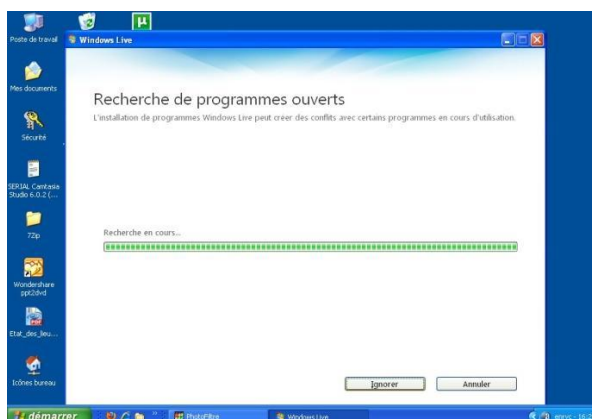 Poste de travail
Windows Live
Mes documents
Recherche de programmes ouverts
L'installation de programmes Windows Live peut créer des conflits avec certains programmes en cours d'utilisation.
Sécurité
SERIAL Camtasia
Studio 6.0.2 (...
Recherche en cours...
7Zip
Wondershare
ppt2dvd
Etat_des_lieu...
Icônes bureau
Ignorer
Annuler
démarrer
PhotoFiltre
Windows Live